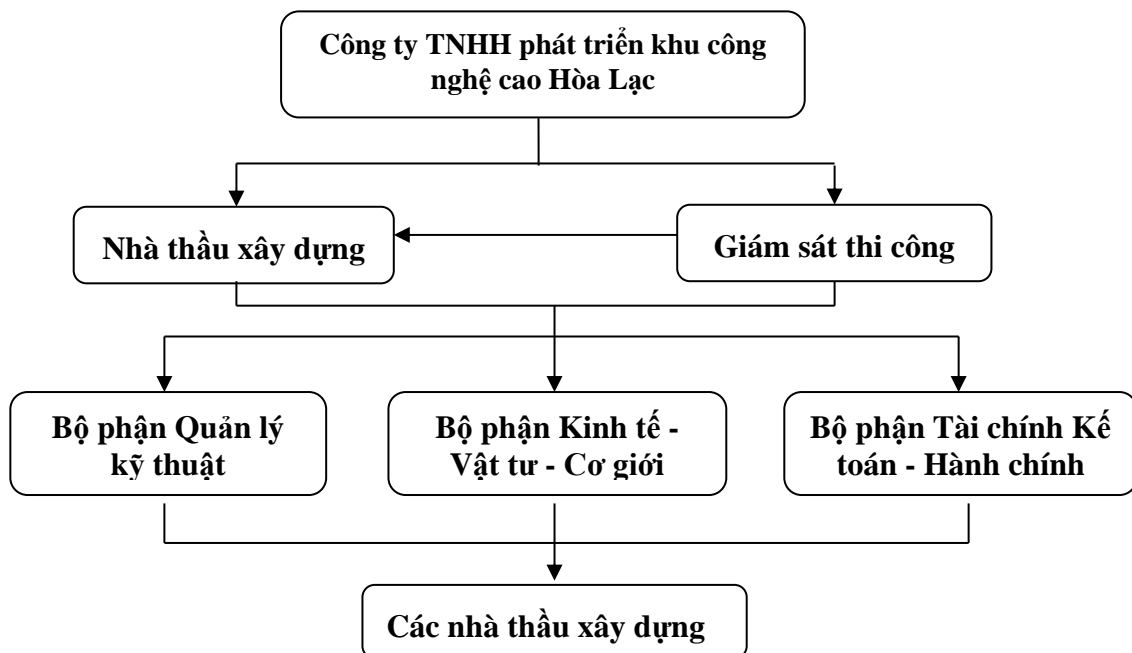 Công ty TNHH phát triển khu công
nghệ cao Hòa Lạc
Nhà thầu xây dựng
Giám sát thi công
Bộ phận Quản lý
kỹ thuật
Bộ phận Kinh tế -
Vật tư - Cơ giới
Bộ phận Tài chính Kế
toán - Hành chính
Các nhà thầu xây dựng